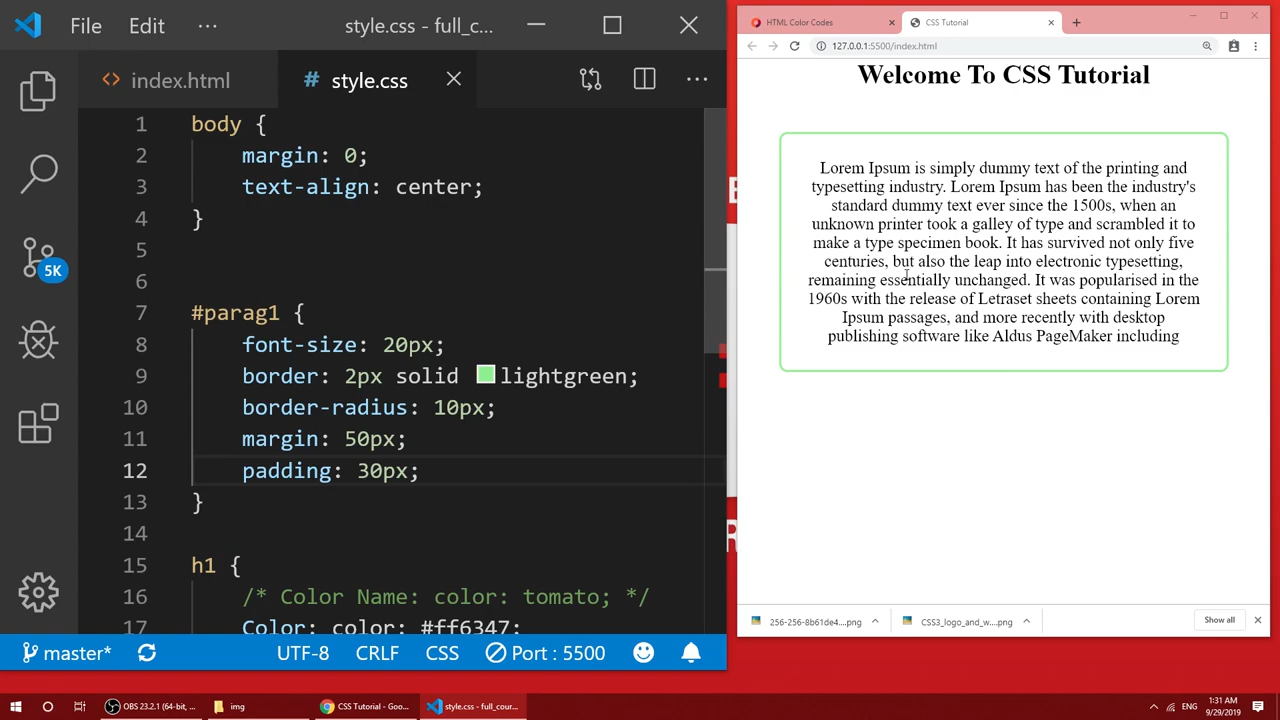 File Edit ··· style.css - full_c...
<> index.html # style.css
1 body {
2 margin: 0;
3 text-align: center;
4 }
5
6
7 #parag1 {
8 font-size: 20px;
9 border: 2px solid lightgreen;
10 border-radius: 10px;
11 margin: 50px;
12 padding: 30px;
13 }
14
15 h1 {
16 /* Color Name: color: tomato; */
17 Color: color: #ff6347;
5K
master* UTF-8 CRLF CSS Port : 5500
HTML Color Codes CSS Tutorial
127.0.0.1:5500/index.html
Welcome To CSS Tutorial
Lorem Ipsum is simply dummy text of the printing and
typesetting industry. Lorem Ipsum has been the industry's
standard dummy text ever since the 1500s, when an
unknown printer took a galley of type and scrambled it to
make a type specimen book. It has survived not only five
centuries, but also the leap into electronic typesetting,
remaining essentially unchanged. It was popularised in the
1960s with the release of Letraset sheets containing Lorem
Ipsum passages, and more recently with desktop
publishing software like Aldus PageMaker including
256-256-8b61de4....png CSS3_logo_and_w....png Show all
OBS 23.2.1 (64-bit, ... img CSS Tutorial - Goo... style.css - full_cour... ENG 1:31 AM
9/29/2019